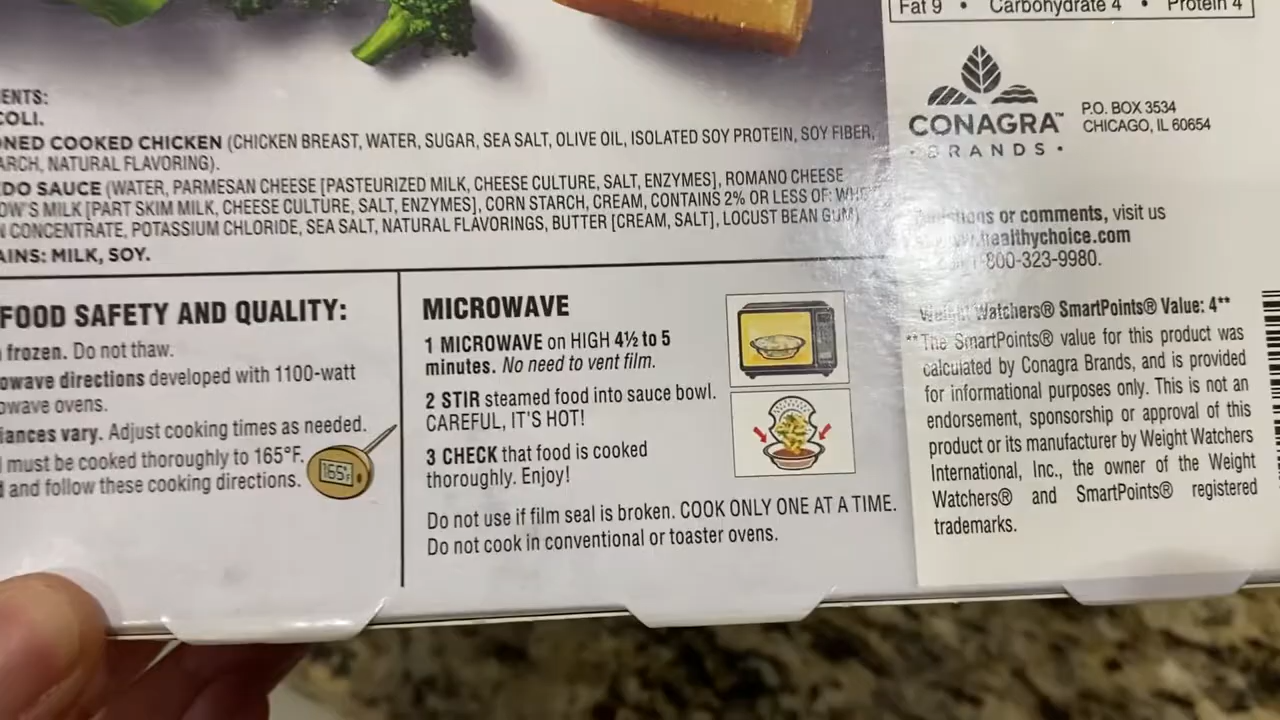 Fat 9 • Carbohydrate 4 • Protein 4
CONAGRA™
BRANDS •
P.O. BOX 3534
CHICAGO, IL 60654
ENTS:
COLI.
NED COOKED CHICKEN (CHICKEN BREAST, WATER, SUGAR, SEA SALT, OLIVE OIL, ISOLATED SOY PROTEIN, SOY FIBER,
ARCH, NATURAL FLAVORING).
DO SAUCE (WATER, PARMESAN CHEESE [PASTEURIZED MILK, CHEESE CULTURE, SALT, ENZYMES], ROMANO CHEESE
OW'S MILK [PART SKIM MILK, CHEESE CULTURE, SALT, ENZYMES], CORN STARCH, CREAM, CONTAINS 2% OR LESS OF:
N CONCENTRATE, POTASSIUM CHLORIDE, SEA SALT, NATURAL FLAVORINGS, BUTTER [CREAM, SALT], LOCUST BEAN GUM)
AINS: MILK, SOY.
or comments, visit us
healthychoice.com
800-323-9980.
FOOD SAFETY AND QUALITY:
frozen. Do not thaw.
owave directions developed with 1100-watt
owave ovens.
iances vary. Adjust cooking times as needed.
must be cooked thoroughly to 165°F.
and follow these cooking directions.
165°F
MICROWAVE
1 MICROWAVE on HIGH 4½ to 5
minutes. No need to vent film.
2 STIR steamed food into sauce bowl.
CAREFUL, IT'S HOT!
3 CHECK that food is cooked
thoroughly. Enjoy!
Do not use if film seal is broken. COOK ONLY ONE AT A TIME.
Do not cook in conventional or toaster ovens.
Weight Watchers® SmartPoints® Value: 4**
**The SmartPoints® value for this product was
calculated by Conagra Brands, and is provided
for informational purposes only. This is not an
endorsement, sponsorship or approval of this
product or its manufacturer by Weight Watchers
International, Inc., the owner of the Weight
Watchers® and SmartPoints® registered
trademarks.